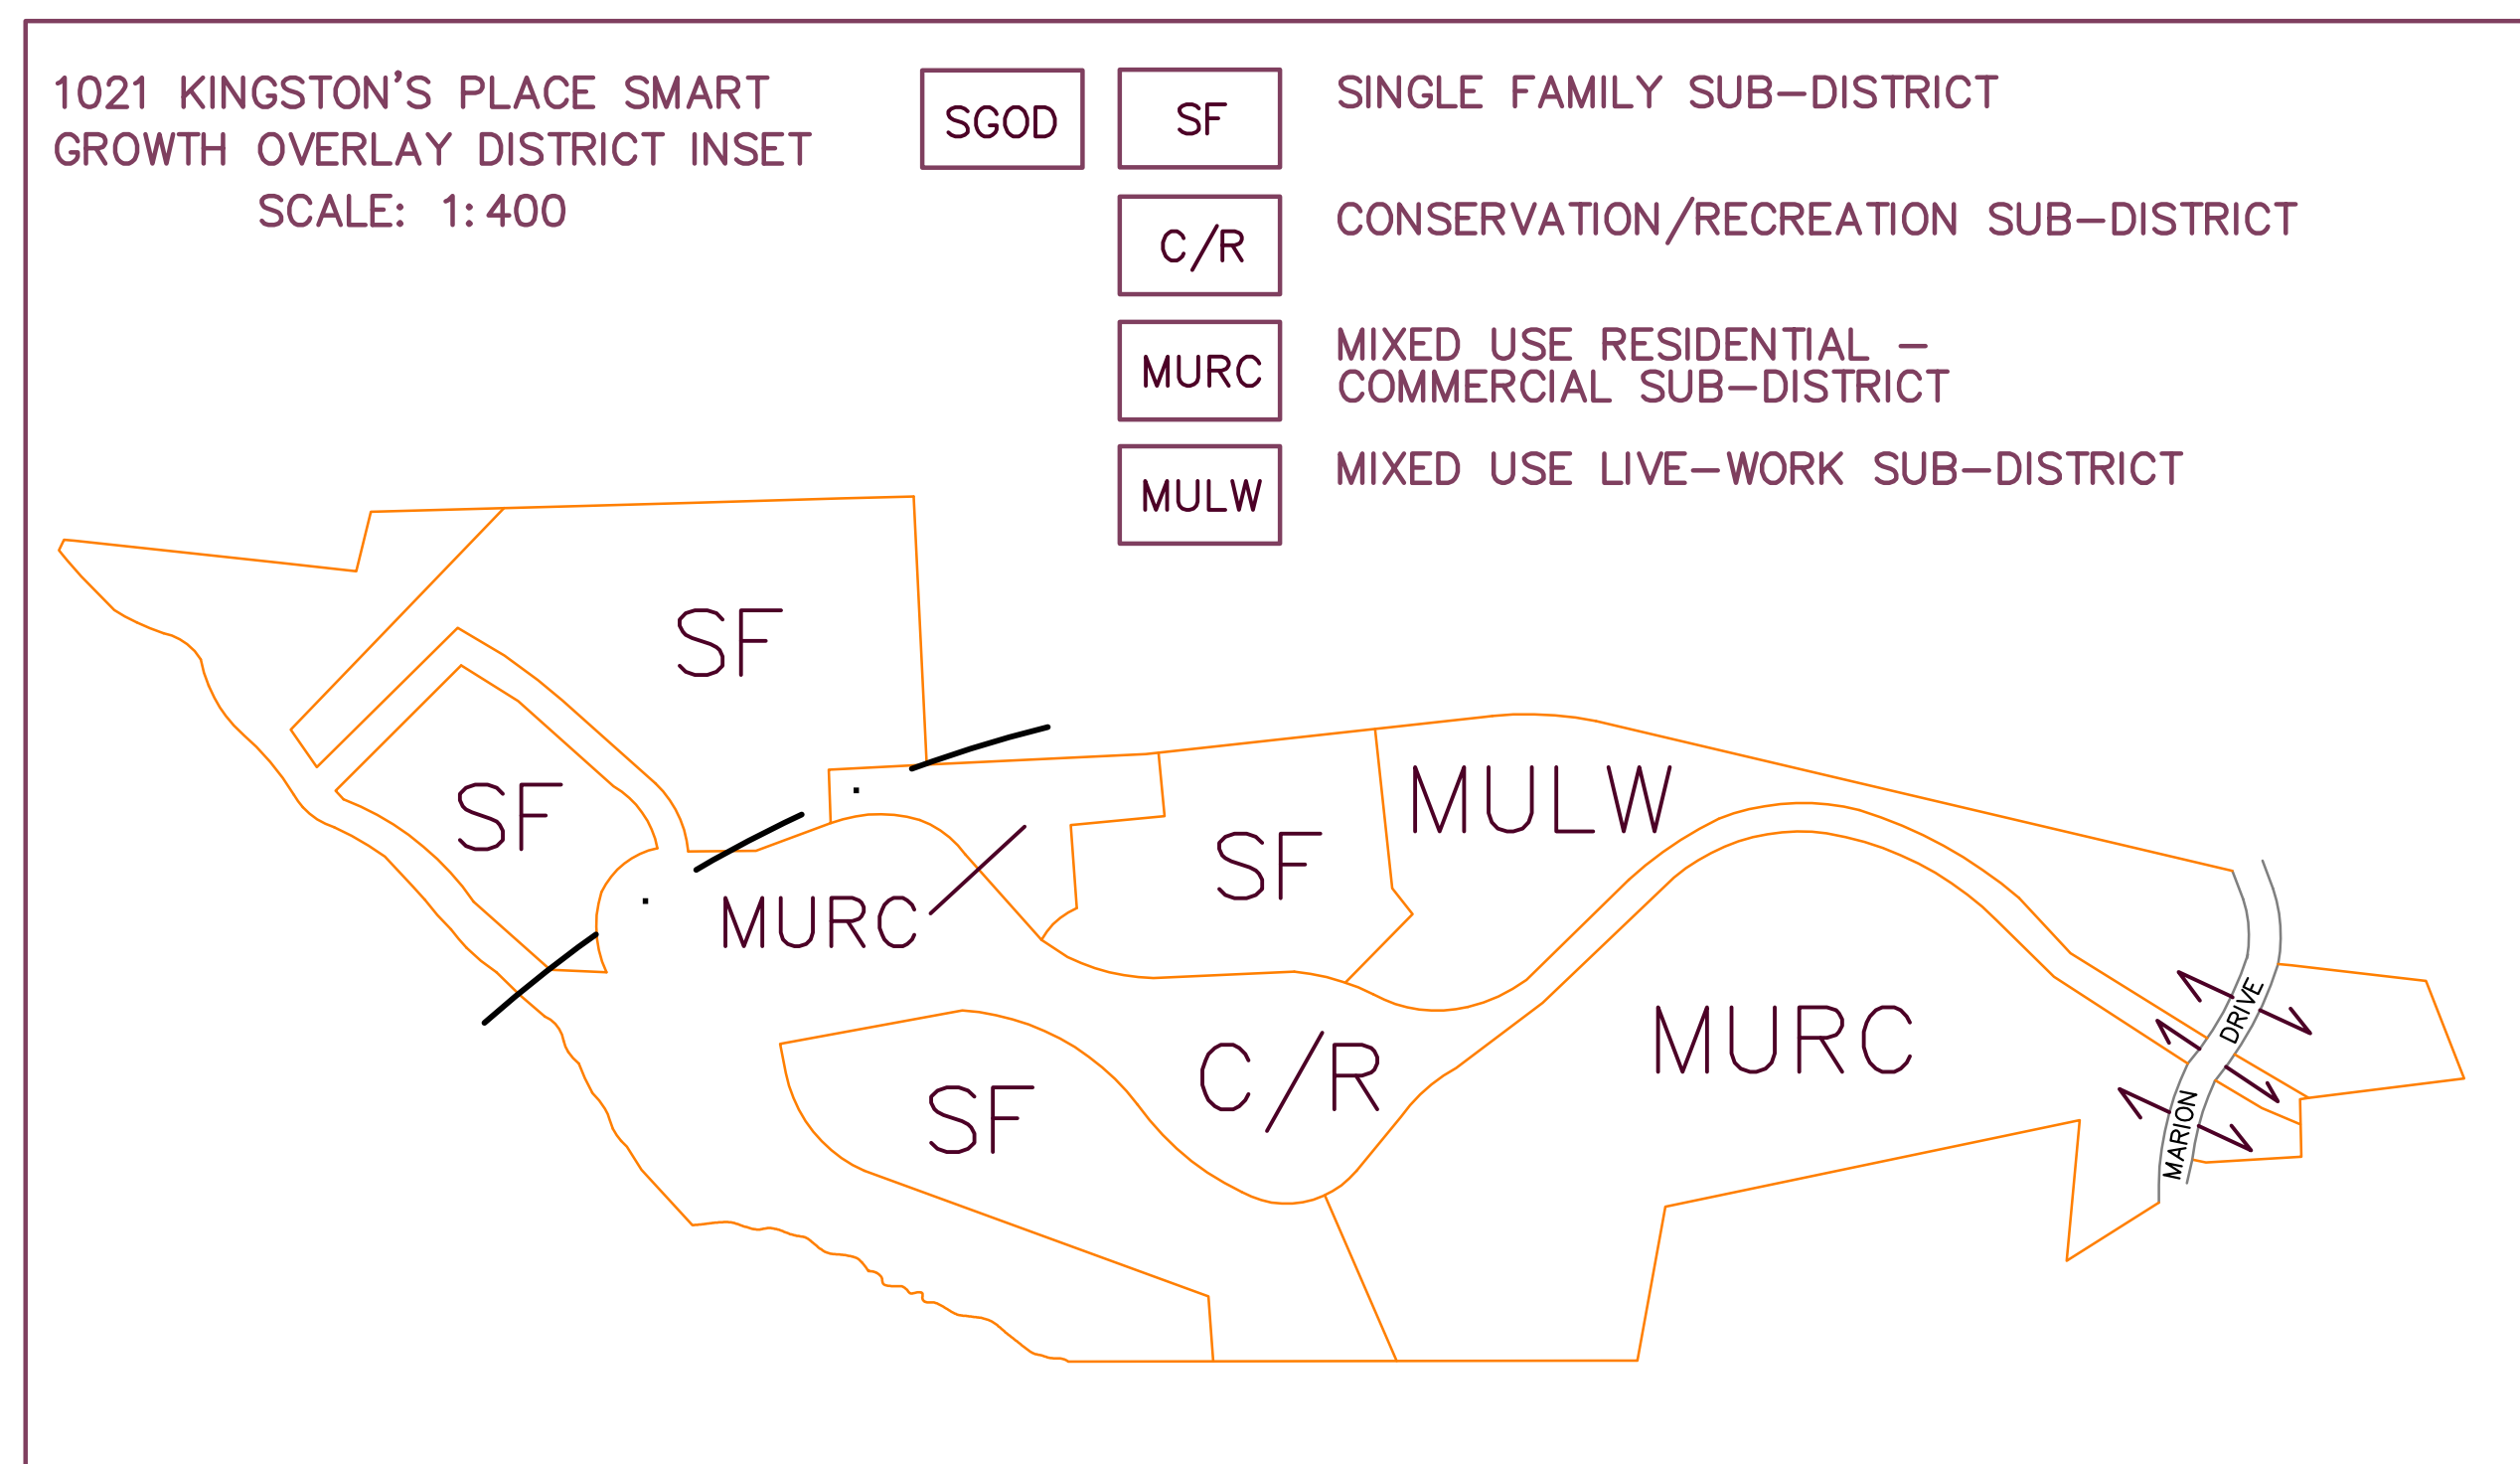 1021 KINGSTON'S PLACE SMART
GROWTH OVERLAY DISTRICT INSET
SCALE: 1:400
SGOD
SF
SINGLE FAMILY SUB-DISTRICT
C/R
CONSERVATION/RECREATION SUB-DISTRICT
MURC
MIXED USE RESIDENTIAL -
COMMERCIAL SUB-DISTRICT
MULW
MIXED USE LIVE-WORK SUB-DISTRICT
SF
SF
MULW
SF
MURC
MURC
C/R
SF
MARION DRIVE